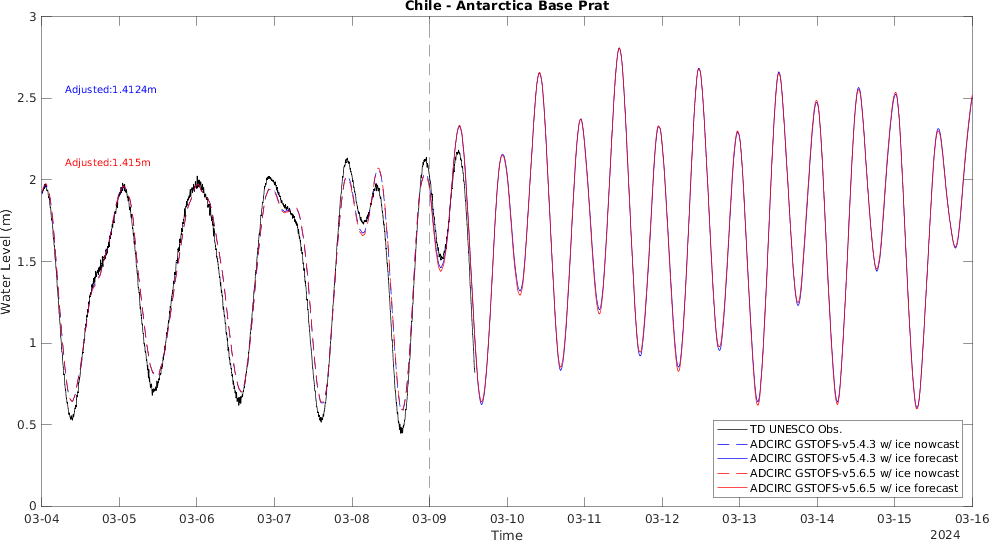 Chile - Antarctica Base Prat
3
2.5
2
1.5
1
0.5
0
Water Level (m)
Adjusted:1.4124m
Adjusted:1.415m
TD UNESCO Obs.
ADCIRC GSTOFS-v5.4.3 w/ ice nowcast
ADCIRC GSTOFS-v5.4.3 w/ ice forecast
ADCIRC GSTOFS-v5.6.5 w/ ice nowcast
ADCIRC GSTOFS-v5.6.5 w/ ice forecast
03-04 03-05 03-06 03-07 03-08 03-09 03-10 03-11 03-12 03-13 03-14 03-15 03-16
Time
2024